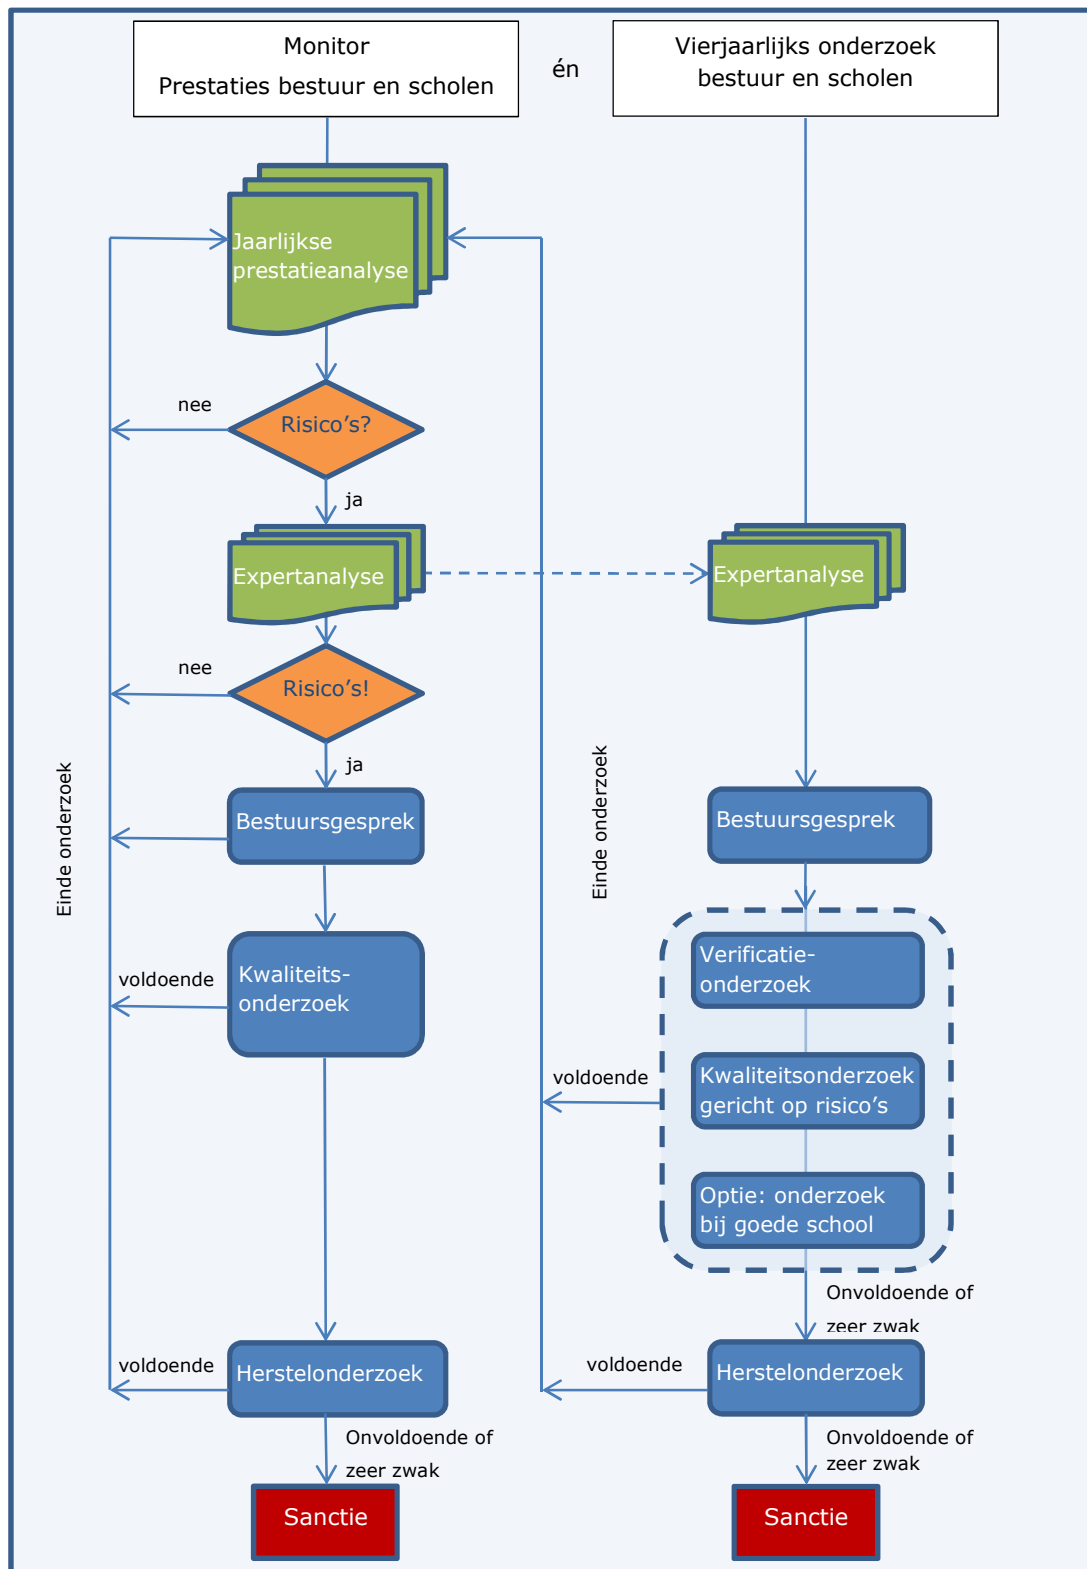 Monitor
Prestaties bestuur en scholen
én
Vierjaarlijks onderzoek
bestuur en scholen
Jaarlijkse
prestatieanalyse
nee
Risico's?
ja
Expertanalyse
Expertanalyse
nee
Risico's!
ja
Einde onderzoek
Bestuursgesprek
Einde onderzoek
Bestuursgesprek
voldoende
Kwaliteits-
onderzoek
Verificatie-
onderzoek
voldoende
Kwaliteitsonderzoek
gericht op risico's
Optie: onderzoek
bij goede school
Onvoldoende of
zeer zwak
voldoende
Herstelonderzoek
voldoende
Herstelonderzoek
Onvoldoende of
zeer zwak
Onvoldoende of
zeer zwak
Sanctie
Sanctie